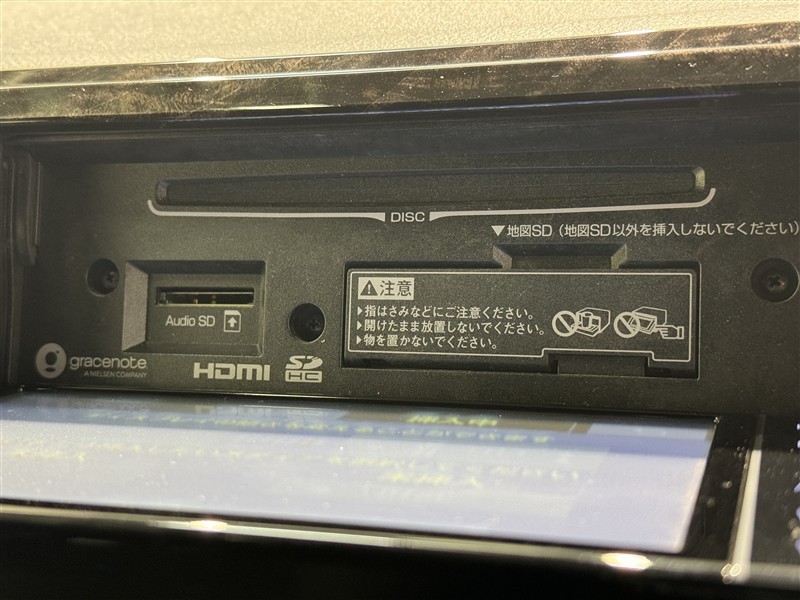 DISC
▼地図SD（地図SD以外を挿入しないでください）
Audio SD
注意
指はさみなどにご注意ください。
開けたまま放置しないでください。
物を置かないでください。
gracenote.
A NIELSEN COMPANY
HDMI
SD
HC
挿入中
未挿入